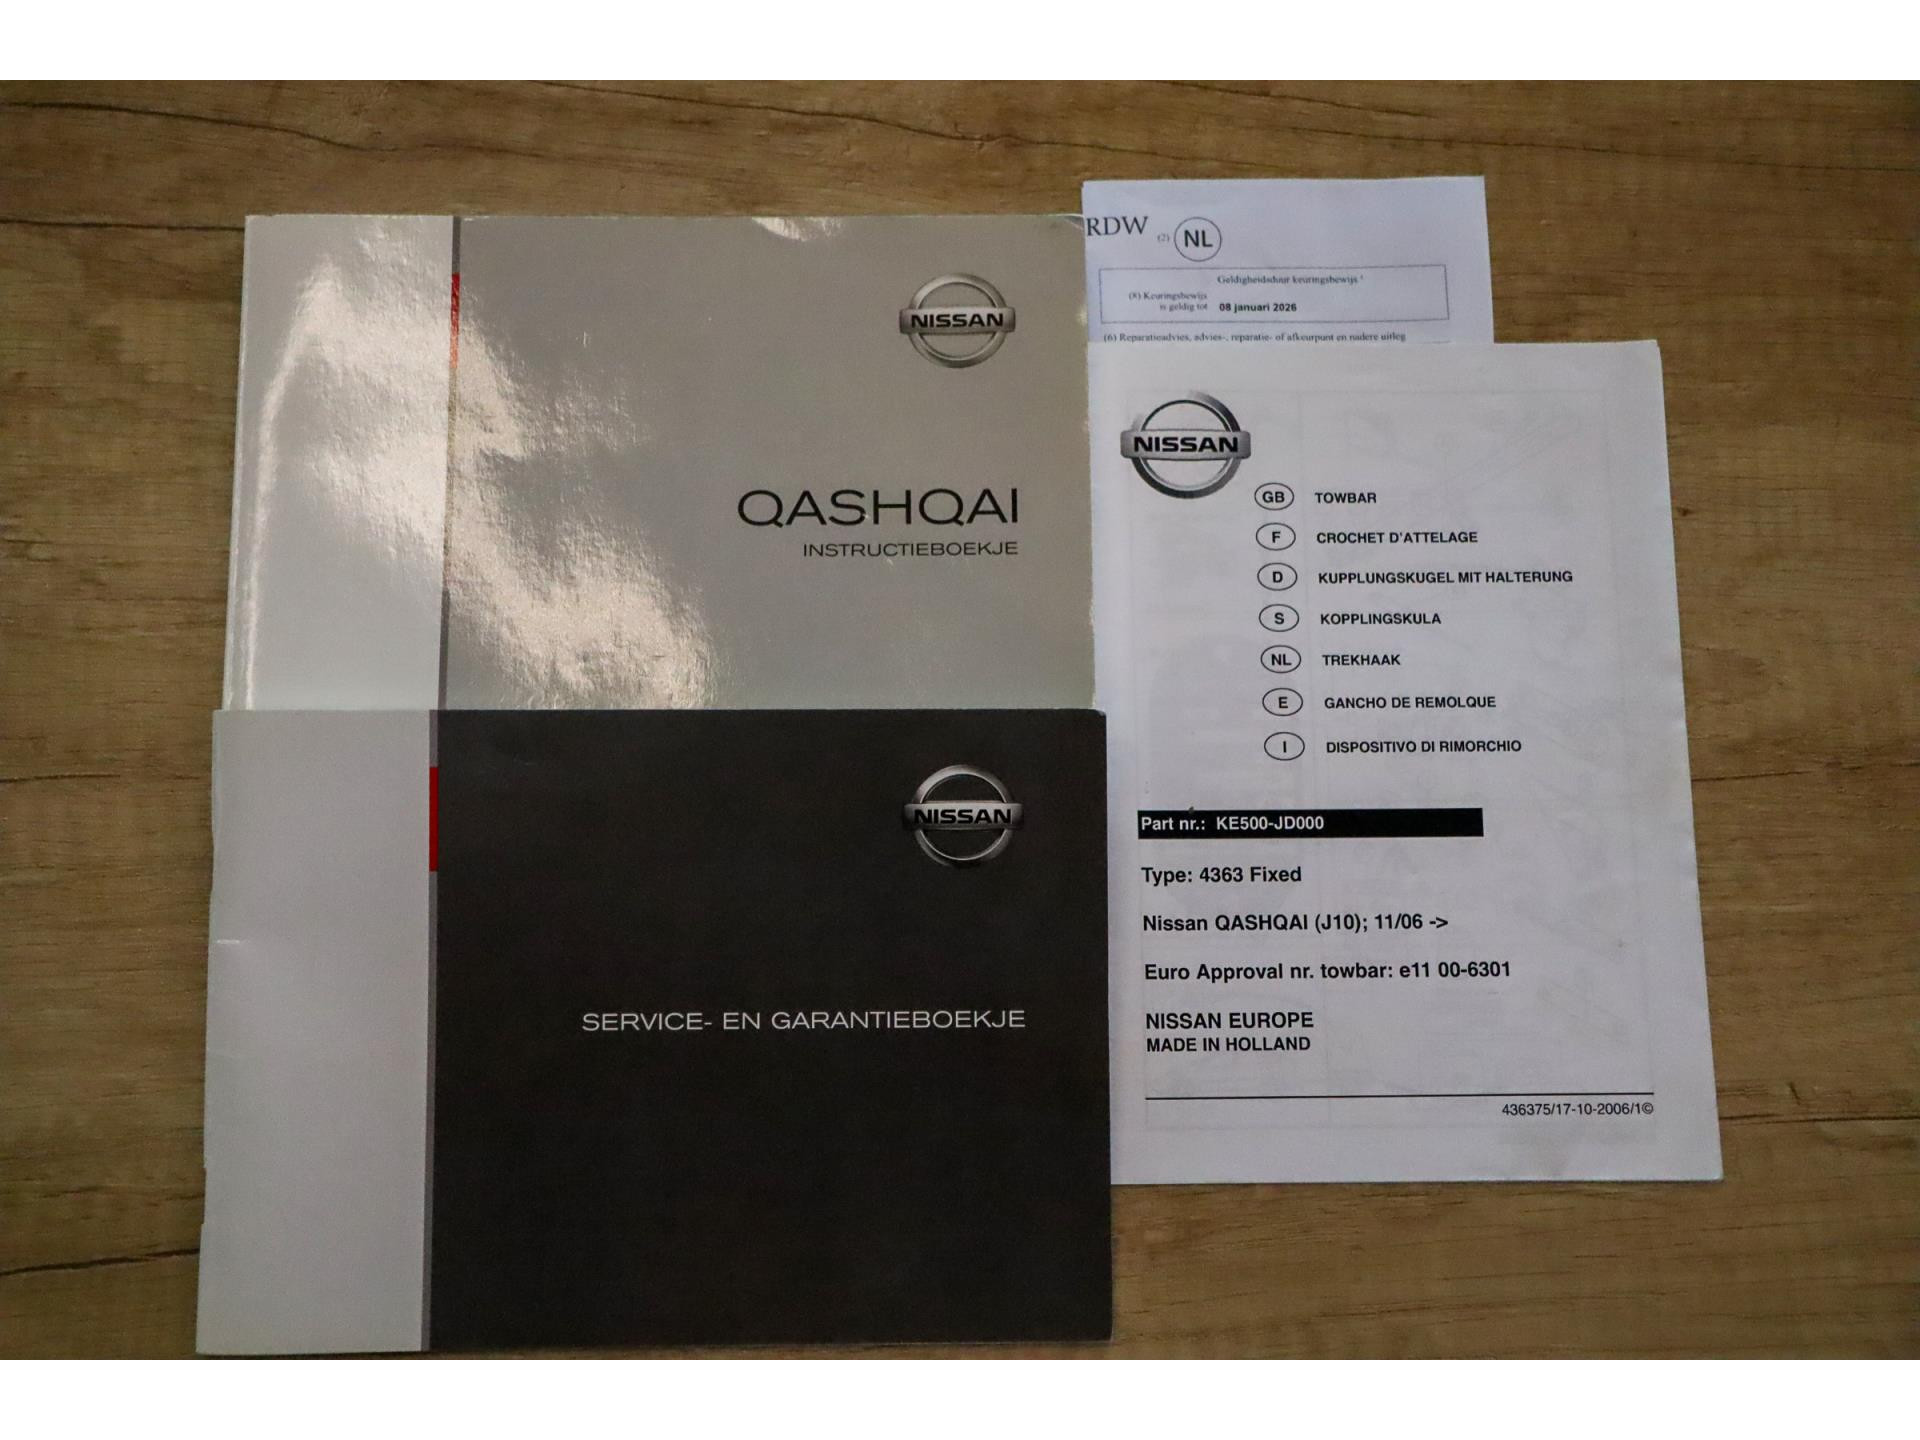 NISSAN
QASHQAI
INSTRUCTIEBOEKJE
NISSAN
SERVICE- EN GARANTIEBOEKJE
RDW (2) NL
Geldigheidsduur keuringsbewijs
(8) Keuringsbewijs
is geldig tot 08 januari 2026
(6) Reparatieadvies, advies-, reparatie- of afkeurpunt en nadere uitleg
NISSAN
GB TOWBAR
F CROCHET D'ATTELAGE
D KUPPLUNGSKUGEL MIT HALTERUNG
S KOPPLINGSKULA
NL TREKHAAK
E GANCHO DE REMOLQUE
I DISPOSITIVO DI RIMORCHIO
Part nr.: KE500-JD000
Type: 4363 Fixed
Nissan QASHQAI (J10); 11/06 ->
Euro Approval nr. towbar: e11 00-6301
NISSAN EUROPE
MADE IN HOLLAND
436375/17-10-2006/1©